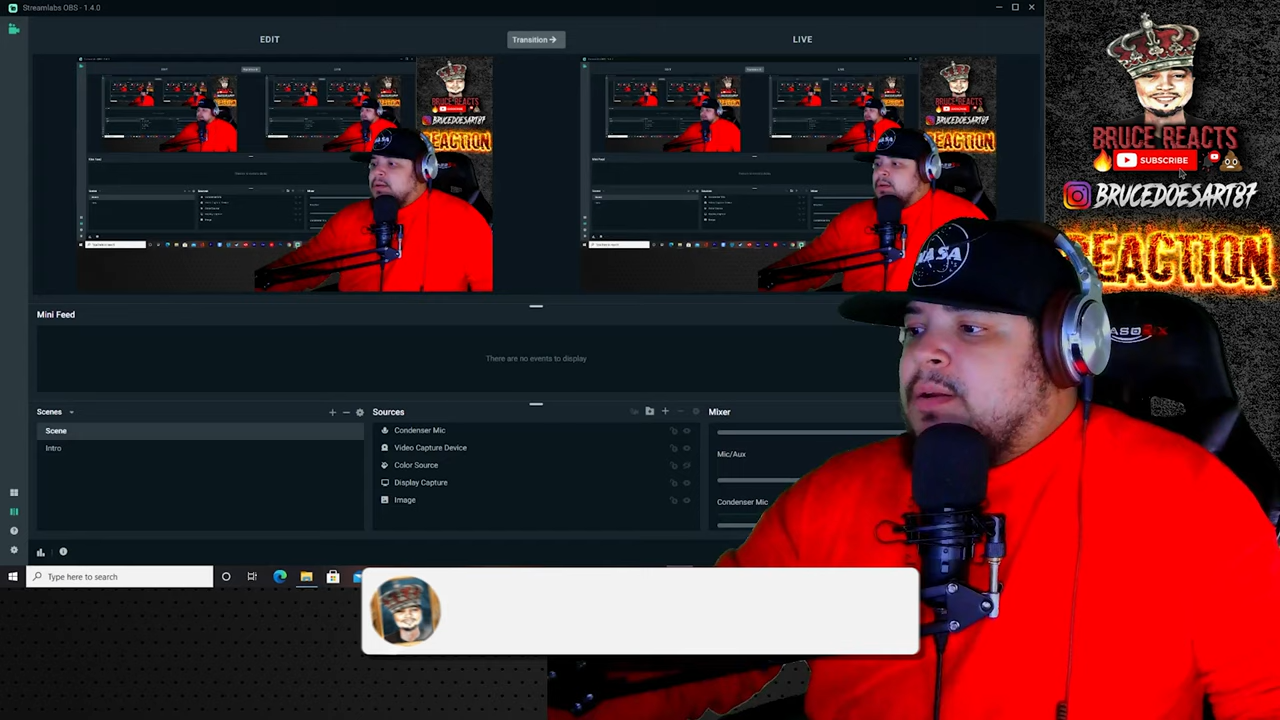 Streamlabs OBS - 1.4.0
EDIT
Transition
LIVE
BRUCE REACTS
SUBSCRIBE
BRUCEDOESART87
REACTION
NASA
Mini Feed
There are no events to display
Scenes
Scene
Intro
Sources
Condenser Mic
Video Capture Device
Color Source
Display Capture
Image
Mixer
Mic/Aux
Condenser Mic
Type here to search